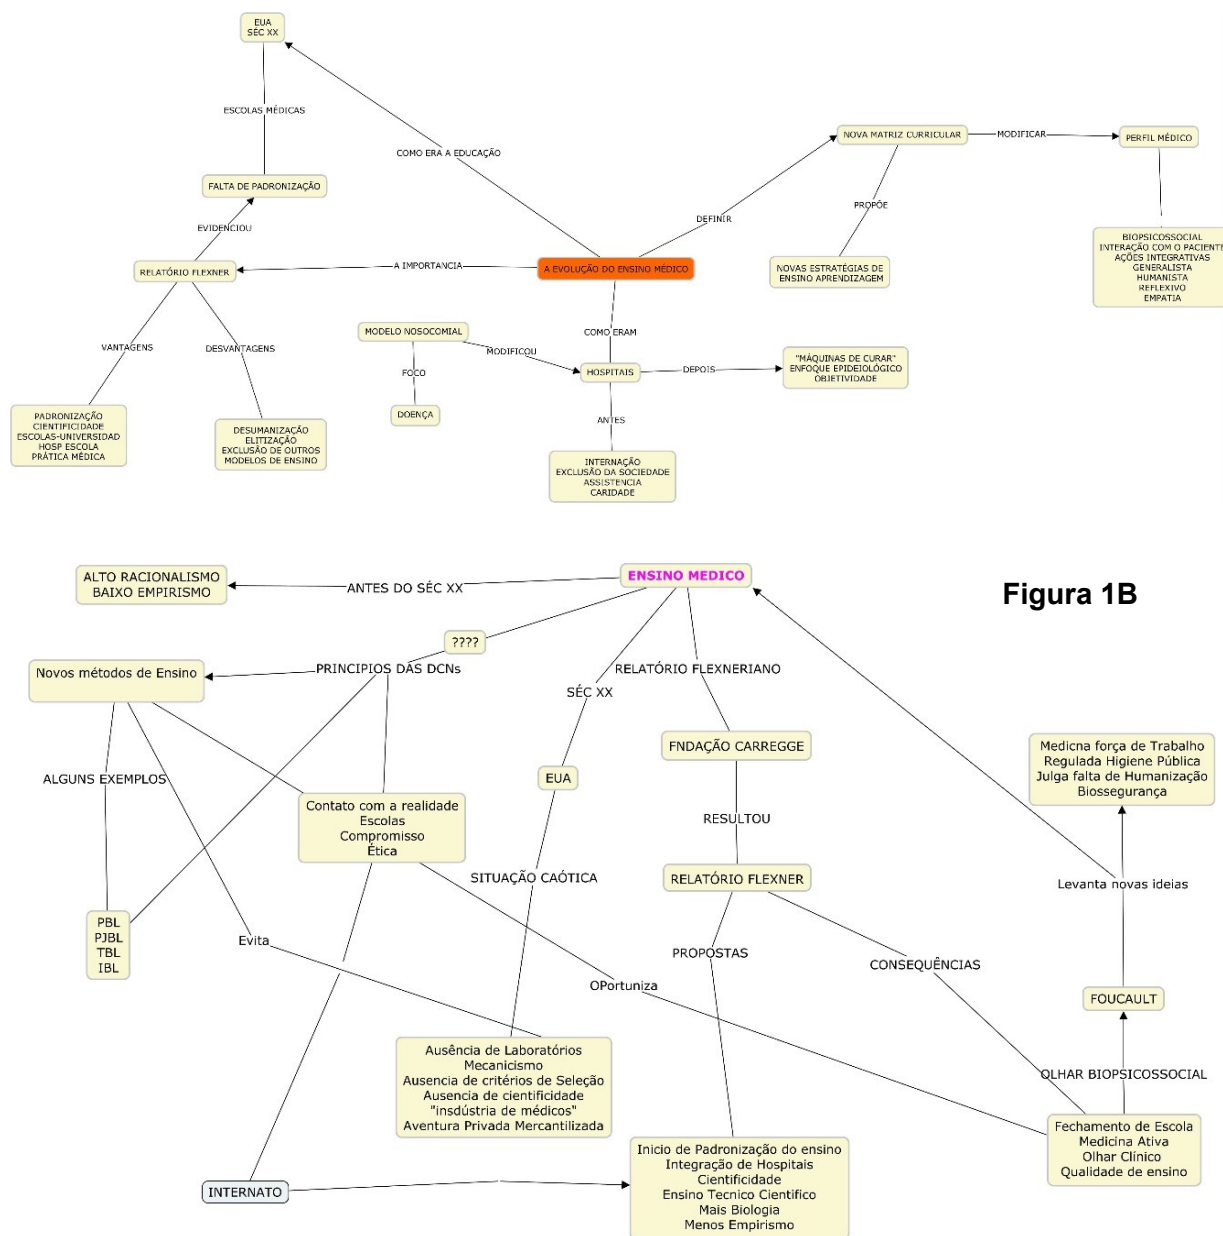 EUA
SÉC XX
ESCOLAS MÉDICAS
COMO ERA A EDUCAÇÃO
FALTA DE PADRONIZAÇÃO
EVIDENCIOU
RELATÓRIO FLEXNER
A IMPORTANCIA
A EVOLUÇÃO DO ENSINO MÉDICO
DEFINIR
NOVA MATRIZ CURRICULAR
MODIFICAR
PERFIL MÉDICO
PROPÕE
NOVAS ESTRATÉGIAS DE
ENSINO APRENDIZAGEM
BIOPSICOSSOCIAL
INTERAÇÃO COM O PACIENTE
AÇÕES INTEGRATIVAS
GENERALISTA
HUMANISTA
REFLEXIVO
EMPATIA
VANTAGENS
DESVANTAGENS
PADRONIZAÇÃO
CIENTIFICIDADE
ESCOLAS-UNIVERSIDAD
HOSP ESCOLA
PRÁTICA MÉDICA
DESUMANIZAÇÃO
ELITIZAÇÃO
EXCLUSÃO DE OUTROS
MODELOS DE ENSINO
MODELO NOSOCOMIAL
MODIFICOU
FOCO
DOENÇA
COMO ERAM
HOSPITAIS
DEPOIS
"MÁQUINAS DE CURAR"
ENFOQUE EPIDEIOLÓGICO
OBJETIVIDADE
ANTES
INTERNAÇÃO
EXCLUSÃO DA SOCIEDADE
ASSISTENCIA
CARIDADE
Figura 1B
ENSINO MEDICO
ANTES DO SÉC XX
ALTO RACIONALISMO
BAIXO EMPIRISMO
????
PRINCIPIOS DAS DCNs
Novos métodos de Ensino
ALGUNS EXEMPLOS
PBL
PJBL
TBL
IBL
Evita
Contato com a realidade
Escolas
Compromisso
Ética
OPortuniza
SÉC XX
EUA
SITUAÇÃO CAÓTICA
Ausência de Laboratórios
Mecanicismo
Ausencia de critérios de Seleção
Ausencia de cientificidade
"insdústria de médicos"
Aventura Privada Mercantilizada
RELATÓRIO FLEXNERIANO
FNDAÇÃO CARREGGE
RESULTOU
RELATÓRIO FLEXNER
PROPOSTAS
CONSEQUÊNCIAS
Inicio de Padronização do ensino
Integração de Hospitais
Cientificidade
Ensino Tecnico Cientifico
Mais Biologia
Menos Empirismo
INTERNATO
Medicna força de Trabalho
Regulada Higiene Pública
Julga falta de Humanização
Biossegurança
Levanta novas ideias
FOUCAULT
OLHAR BIOPSICOSSOCIAL
Fechamento de Escola
Medicina Ativa
Olhar Clínico
Qualidade de ensino